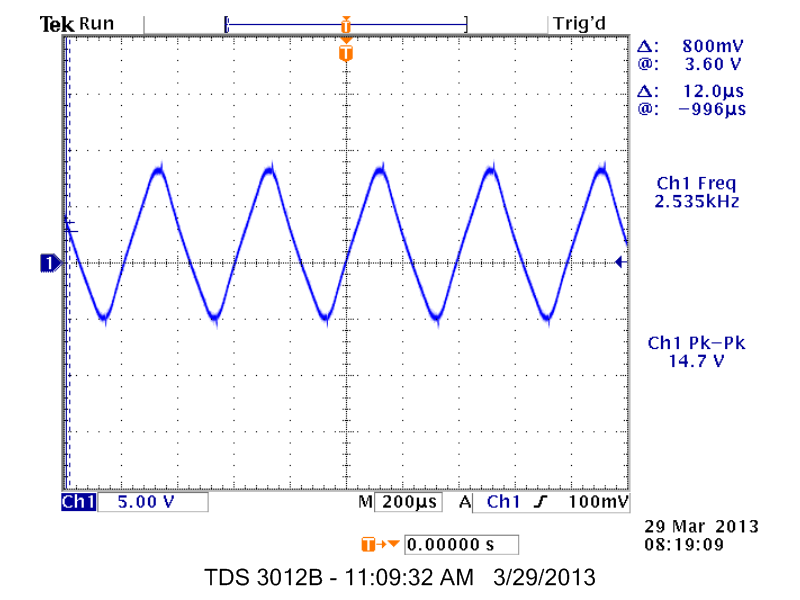 Tek Run Trig'd
T
T
Δ: 800mV
@: 3.60 V
Δ: 12.0μs
@: −996μs
Ch1 Freq
2.535kHz
1
Ch1 Pk−Pk
14.7 V
Ch1 5.00 V M 200μs A Ch1 100mV
29 Mar 2013
08:19:09
T 0.00000 s
TDS 3012B - 11:09:32 AM 3/29/2013